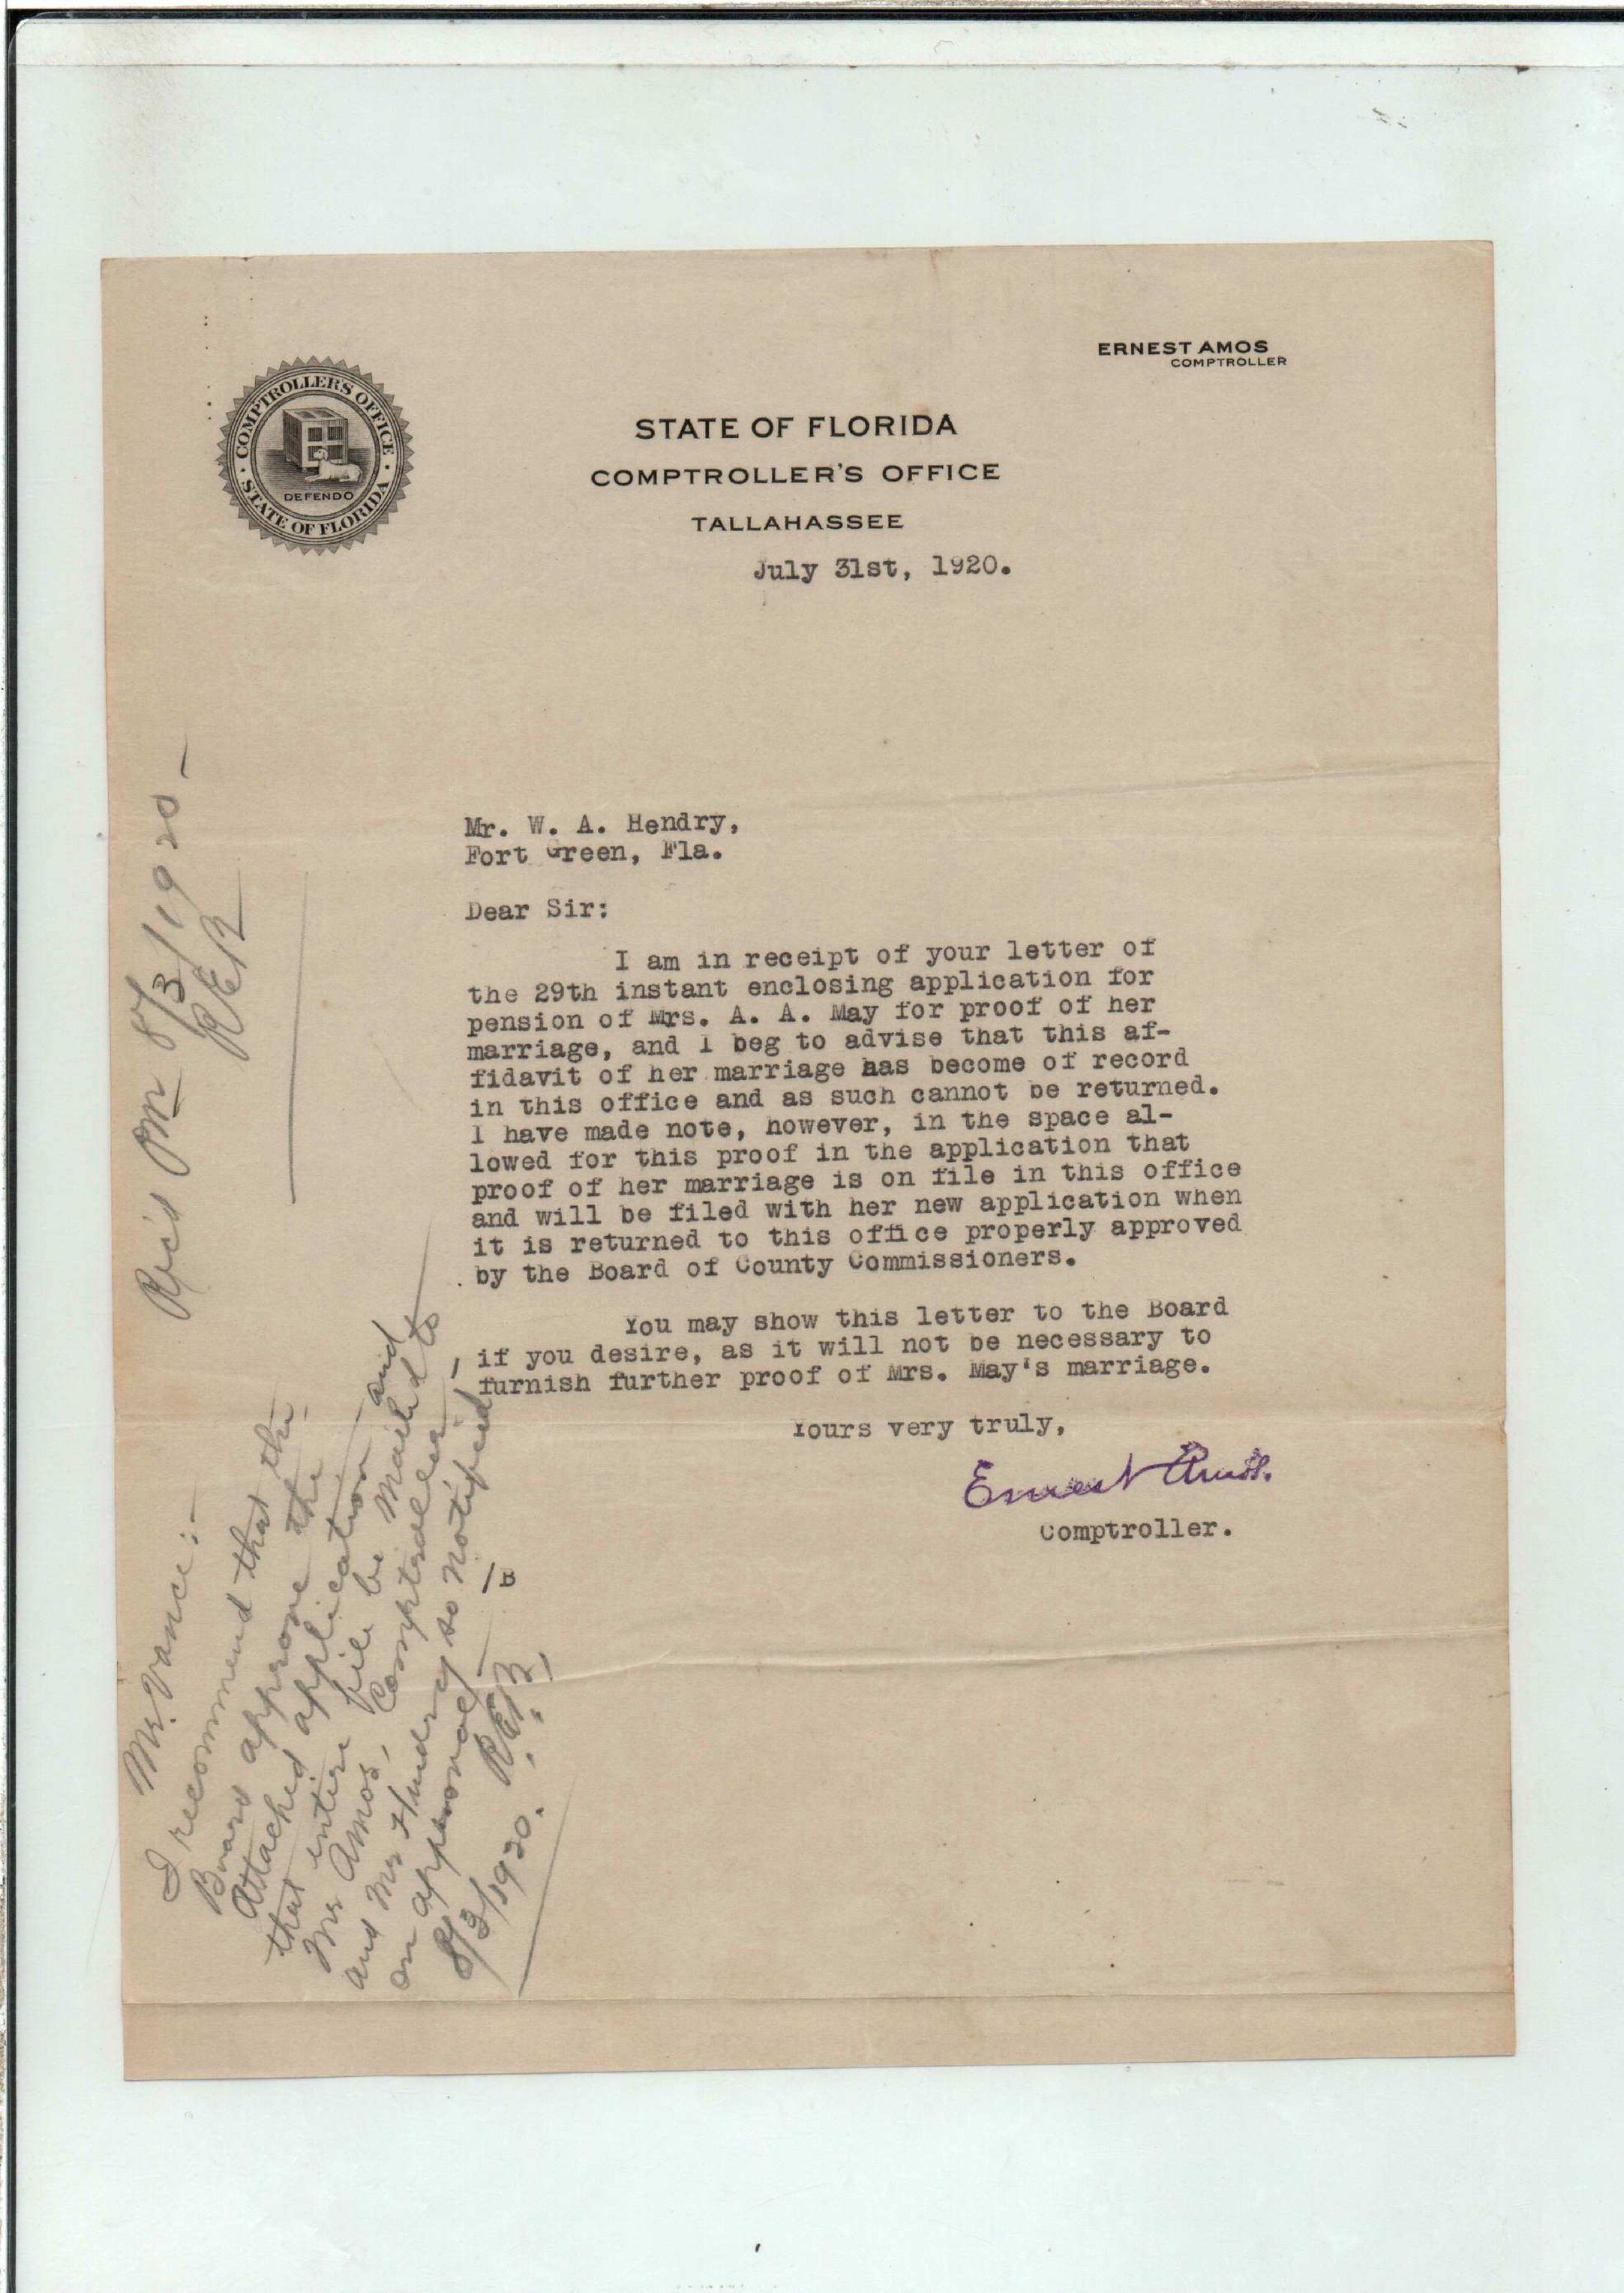 ERNEST AMOS
COMPTROLLER
COMPTROLLER'S OFFICE
DEFENDO
STATE OF FLORIDA
STATE OF FLORIDA
COMPTROLLER'S OFFICE
TALLAHASSEE
July 31st, 1920.
Mr. W. A. Hendry,
Fort Green, Fla.
Dear Sir:
I am in receipt of your letter of
the 29th instant enclosing application for
pension of Mrs. A. A. May for proof of her
marriage, and I beg to advise that this af-
fidavit of her marriage has become of record
in this office and as such cannot be returned.
I have made note, however, in the space al-
lowed for this proof in the application that
proof of her marriage is on file in this office
and will be filed with her new application when
it is returned to this office properly approved
by the Board of County Commissioners.
You may show this letter to the Board
if you desire, as it will not be necessary to
furnish further proof of Mrs. May's marriage.
Yours very truly,
Ernest Amos.
Comptroller.
/B
Rec'd On 8/3/1920 -
REB
Mr. Vance:-
I recommend that the
Board approve the
Attached application and
that entire file be Mailed to
Mr Amos, Comptroller,
and Mr Hendry so notified
on approval
8/3/1920. REB